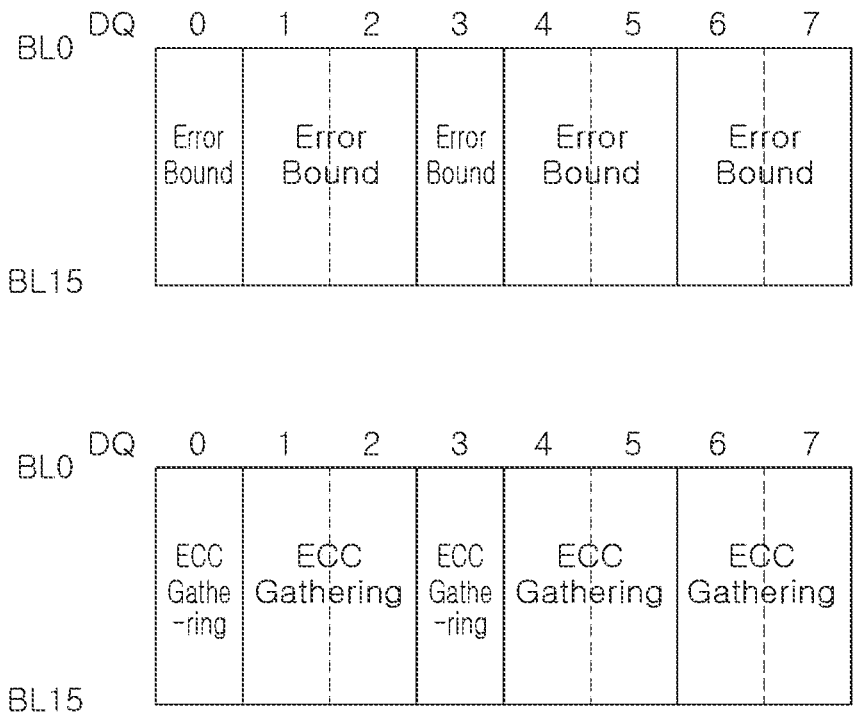 DQ 0 1 2 3 4 5 6 7
BL0
Error Error Error Error Error
Bound Bound Bound Bound Bound
BL15
DQ 0 1 2 3 4 5 6 7
BL0
ECC ECC ECC ECC ECC
Gathe Gathering Gathe Gathering Gathering
-ring -ring
BL15